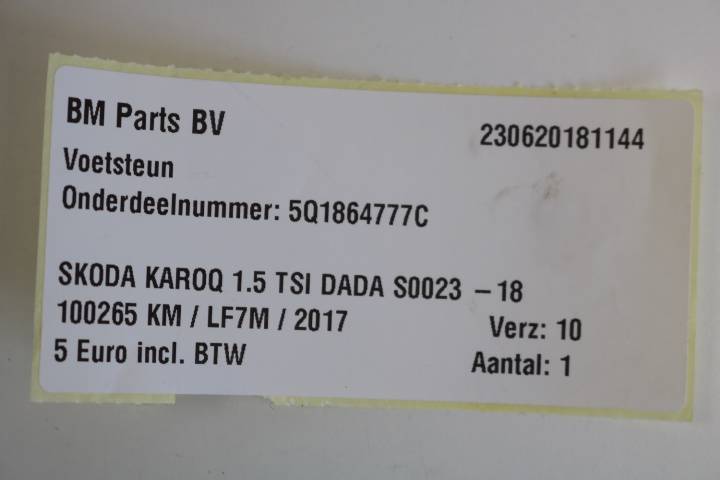 BM Parts BV
230620181144
Voetsteun
Onderdeelnummer: 5Q1864777C
SKODA KAROQ 1.5 TSI DADA S0023 – 18
100265 KM / LF7M / 2017
Verz: 10
5 Euro incl. BTW
Aantal: 1